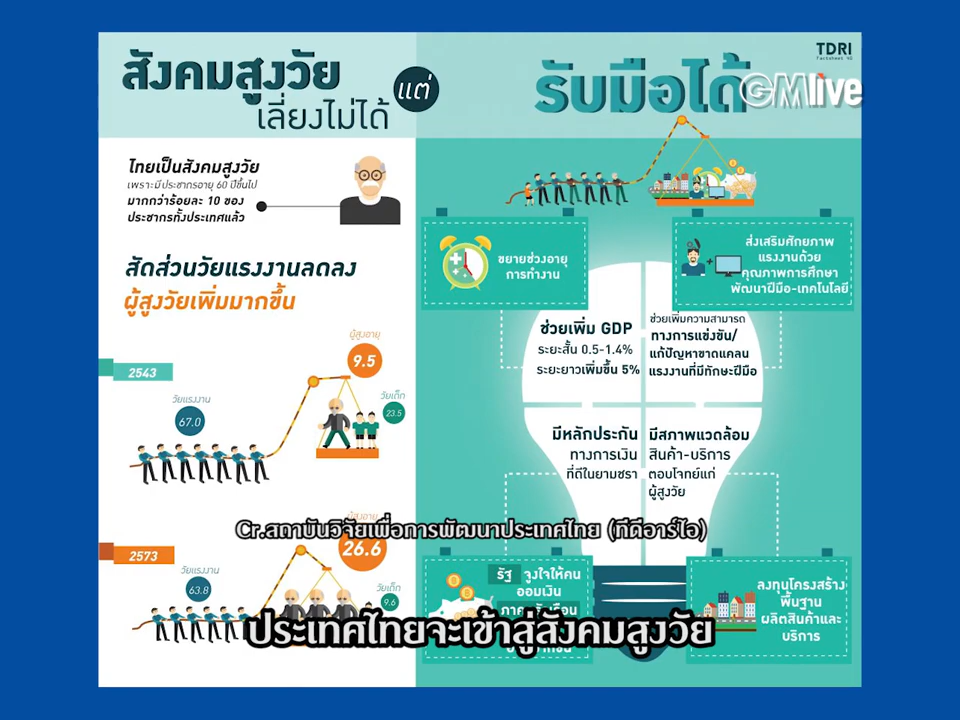 สังคมสูงวัย
เลี่ยงไม่ได้
แต่
รับมือได้
TDRI
Factsheet 40
GMlive
ไทยเป็นสังคมสูงวัย
เพราะมีประชากรอายุ 60 ปีขึ้นไป
มากกว่าร้อยละ 10 ของ
ประชากรทั้งประเทศแล้ว
สัดส่วนวัยแรงงานลดลง
ผู้สูงวัยเพิ่มมากขึ้น
2543
วัยแรงงาน
67.0
ผู้สูงอายุ
9.5
วัยเด็ก
23.5
2573
วัยแรงงาน
63.8
ผู้สูงอายุ
26.6
วัยเด็ก
9.6
ขยายช่วงอายุ
การทำงาน
ส่งเสริมศักยภาพ
แรงงานด้วย
คุณภาพการศึกษา
พัฒนาฝีมือ-เทคโนโลยี
ช่วยเพิ่ม GDP
ระยะสั้น 0.5-1.4%
ระยะยาวเพิ่มขึ้น 5%
ช่วยเพิ่มความสามารถ
ทางการแข่งขัน/
แก้ปัญหาขาดแคลน
แรงงานที่มีทักษะฝีมือ
มีหลักประกัน
ทางการเงิน
ที่ดีในยามชรา
มีสภาพแวดล้อม
สินค้า-บริการ
ตอบโจทย์แก่
ผู้สูงวัย
รัฐ จูงใจให้คน
ออมเงิน
ลงทุนโครงสร้าง
พื้นฐาน
ผลิตสินค้าและ
บริการ
Cr.สถาบันวิจัยเพื่อการพัฒนาประเทศไทย (ทีดีอาร์ไอ)
ประเทศไทยจะเข้าสู่สังคมสูงวัย